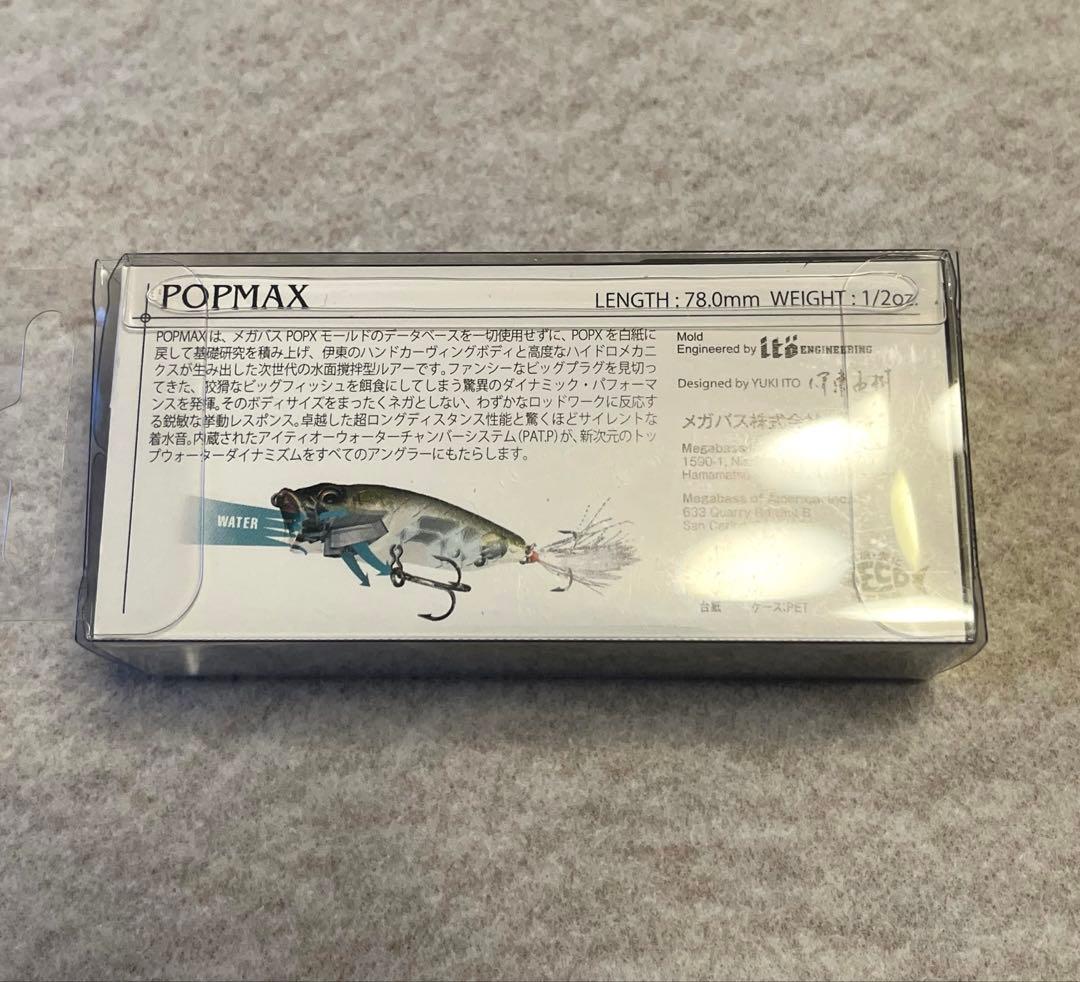 POPMAX
LENGTH : 78.0mm WEIGHT : 1/2oz.
POPMAXは、メガバスPOPXモールドのデータベースを一切使用せずに、POPXを白紙に
戻して基礎研究を積み上げ、伊東のハンドカーヴィングボディと高度なハイドロメカニ
クスが生み出した次世代の水面撹拌型ルアーです。ファンシーなビッグプラグを見切っ
てきた、狡猾なビッグフィッシュを餌食にしてしまう驚異のダイナミック・パフォーマ
ンスを発揮。そのボディサイズをまったくネガとしない、わずかなロッドワークに反応す
る鋭敏な挙動レスポンス。卓越した超ロングディスタンス性能と驚くほどサイレントな
着水音。内蔵されたアイティオーウォーターチャンバーシステム(PAT.P)が、新次元のトッ
プウォーターダイナミズムをすべてのアングラーにもたらします。
WATER
Mold
Engineered by itö ENGINEERING
Designed by YUKI ITO 伊東由樹
メガバス株式会
Megabass
1590-1,
Hamamatsu
Megabass of America, Inc.
633 Quarry
San
台紙 ケース:PET